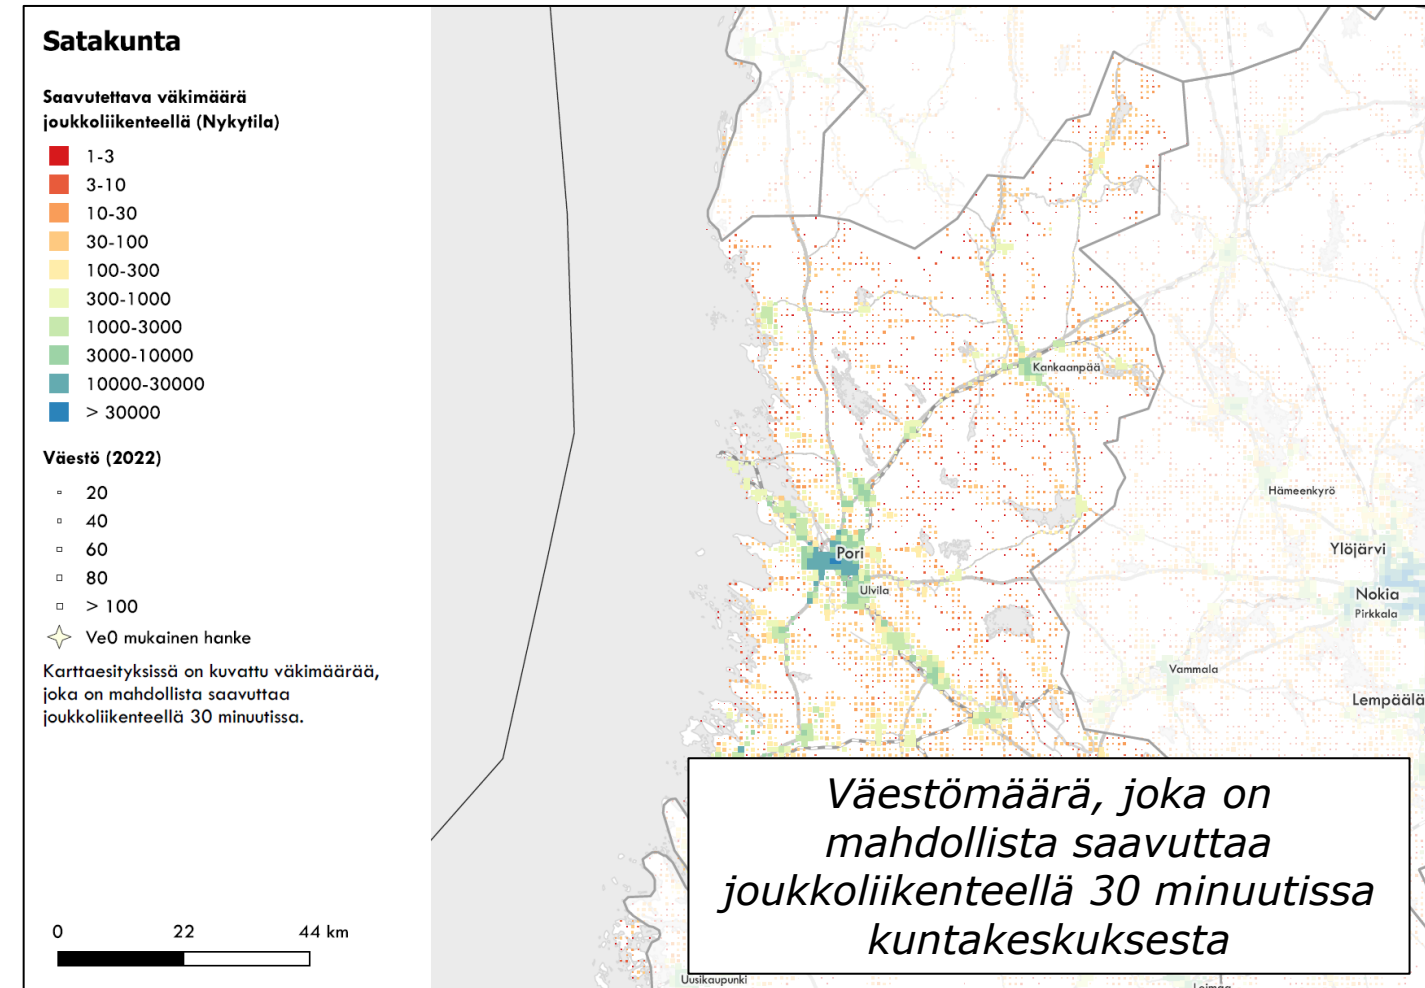 Satakunta
Saavutettava väkimäärä
joukkoliikenteellä (Nykytila)
1-3
3-10
10-30
30-100
100-300
300-1000
1000-3000
3000-10000
10000-30000
> 30000
Väestö (2022)
20
40
60
80
> 100
Ve0 mukainen hanke
Karttaesityksissä on kuvattu väkimäärää,
joka on mahdollista saavuttaa
joukkoliikenteellä 30 minuutissa.
0 22 44 km
Kankaanpää
Hämeenkyrö
Ylöjärvi
Pori
Nokia
Ulvila
Pirkkala
Vammala
Lempäälä
Väestömäärä, joka on
mahdollista saavuttaa
joukkoliikenteellä 30 minuutissa
kuntakeskuksesta
Uusikaupunki